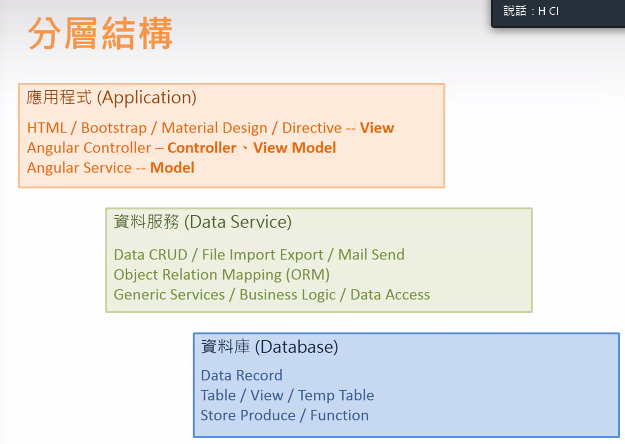 說話：H CI
分層結構
應用程式 (Application)
HTML / Bootstrap / Material Design / Directive -- View
Angular Controller – Controller、View Model
Angular Service -- Model
資料服務 (Data Service)
Data CRUD / File Import Export / Mail Send
Object Relation Mapping (ORM)
Generic Services / Business Logic / Data Access
資料庫 (Database)
Data Record
Table / View / Temp Table
Store Produce / Function